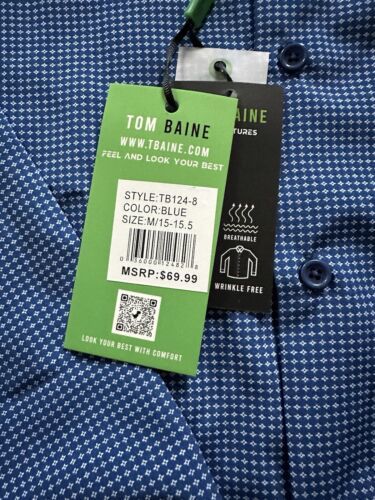 TOM BAINE
WWW.TBAINE.COM
FEEL AND LOOK YOUR BEST
STYLE:TB124-8
COLOR:BLUE
SIZE:M/15-15.5
MSRP:$69.99
LOOK YOUR BEST WITH COMFORT
BAINE
BREATHABLE
WRINKLE FREE